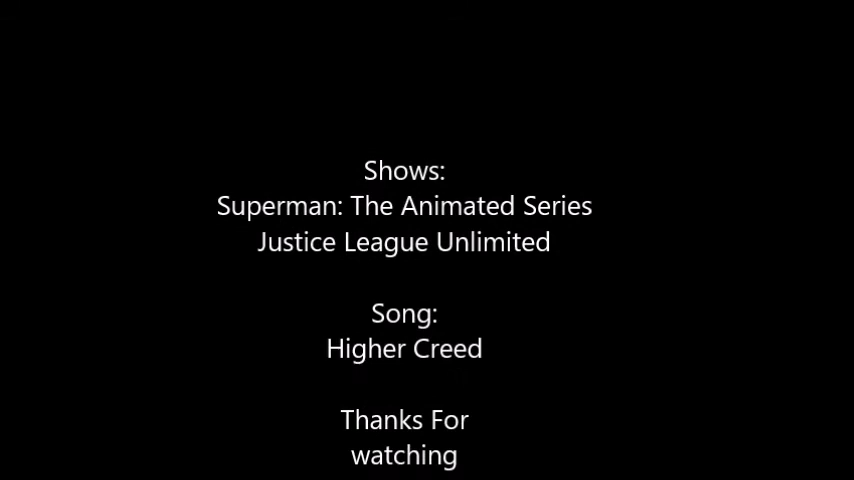 Shows:
Superman: The Animated Series
Justice League Unlimited
Song:
Higher Creed
Thanks For
watching